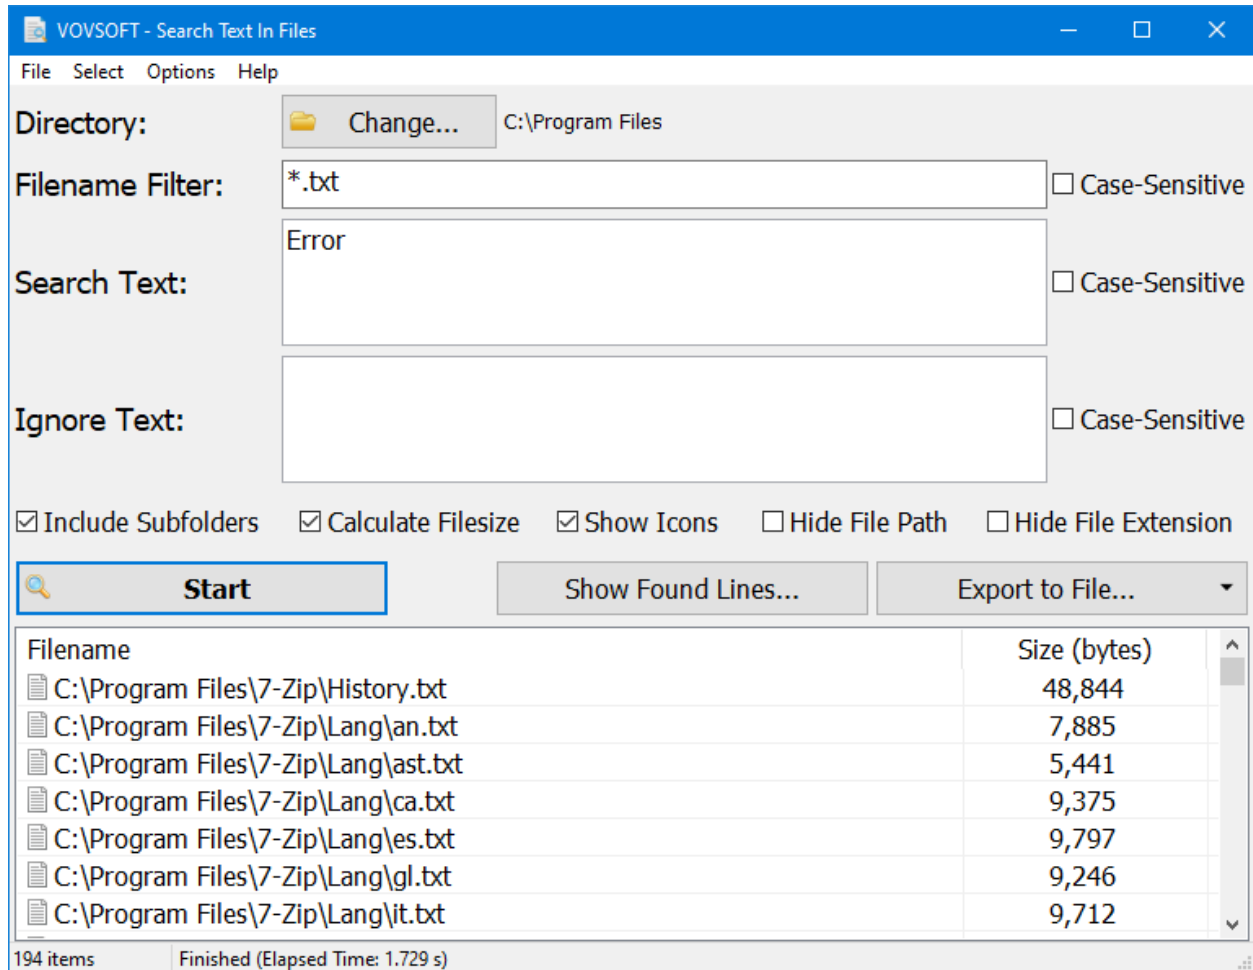 VOVSOFT - Search Text In Files
File Select Options Help
Directory: Change... C:\Program Files
Filename Filter: *.txt Case-Sensitive
Error
Search Text: Case-Sensitive
Ignore Text: Case-Sensitive
Include Subfolders Calculate Filesize Show Icons Hide File Path Hide File Extension
Start Show Found Lines... Export to File...
Filename Size (bytes)
C:\Program Files\7-Zip\History.txt 48,844
C:\Program Files\7-Zip\Lang\an.txt 7,885
C:\Program Files\7-Zip\Lang\ast.txt 5,441
C:\Program Files\7-Zip\Lang\ca.txt 9,375
C:\Program Files\7-Zip\Lang\es.txt 9,797
C:\Program Files\7-Zip\Lang\gl.txt 9,246
C:\Program Files\7-Zip\Lang\it.txt 9,712
194 items Finished (Elapsed Time: 1.729 s)